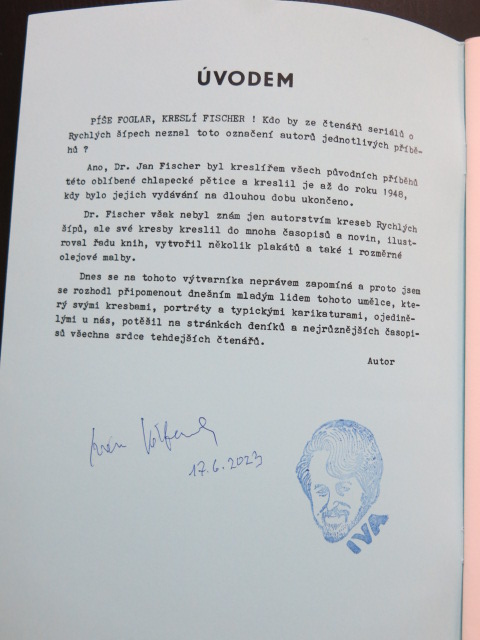 ÚVODEM
PÍŠE FOGLAR, KRESLÍ FISCHER ! Kdo by ze čtenářů seriálů o
Rychlých šípech neznal toto označení autorů jednotlivých příbě-
hů ?
Ano, Dr. Jan Fischer byl kreslířem všech původních příběhů
této oblíbené chlapecké pětice a kreslil je až do roku 1948,
kdy bylo jejich vydávání na dlouhou dobu ukončeno.
Dr. Fischer však nebyl znám jen autorstvím kreseb Rychlých
šípů, ale své kresby kreslil do mnoha časopisů a novin, ilust-
roval řadu knih, vytvořil několik plakátů a také i rozměrné
olejové malby.
Dnes se na tohoto výtvarníka neprávem zapomíná a proto jsem
se rozhodl připomenout dnešním mladým lidem tohoto umělce, kte-
rý svými kresbami, portréty a typickými karikaturami, ojedině-
lými u nás, potěšil na stránkách deníků a nejrůznějších časopi-
sů všechna srdce tehdejších čtenářů.
Autor
17.6.2023
IVA